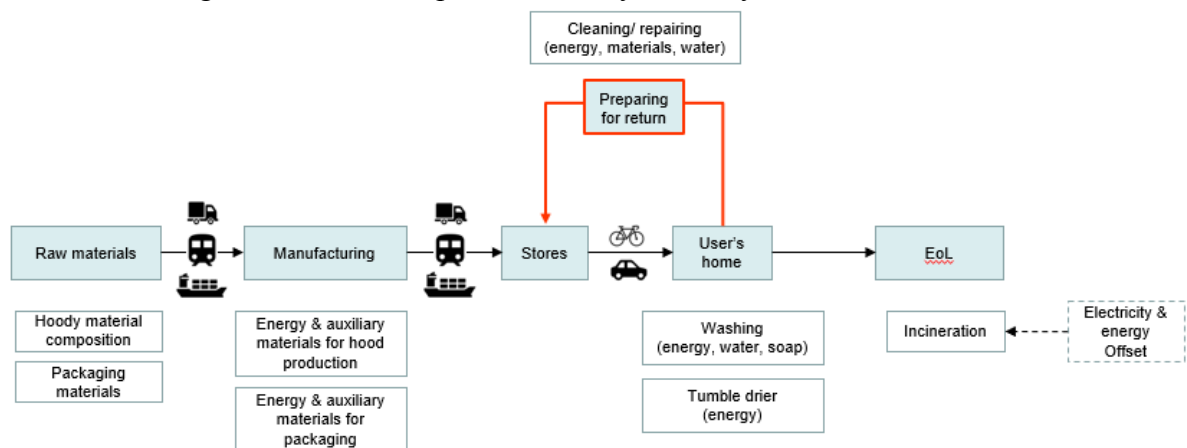 Cleaning/ repairing
(energy, materials, water)
Preparing
for return
Raw materials
Manufacturing
Stores
User's
home
EoL
Hoody material
composition
Packaging
materials
Energy & auxiliary
materials for hood
production
Energy & auxiliary
materials for
packaging
Washing
(energy, water, soap)
Tumble drier
(energy)
Incineration
Electricity &
energy
Offset